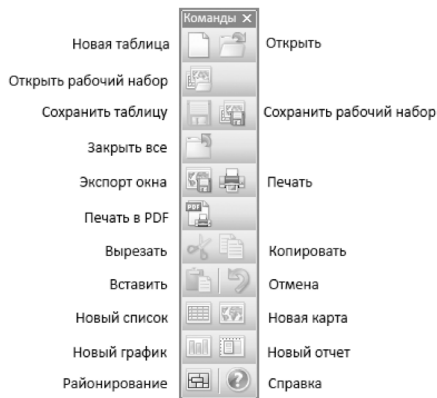 Команды ×
Новая таблица Открыть
Открыть рабочий набор
Сохранить таблицу Сохранить рабочий набор
Закрыть все
Экспорт окна Печать
PDF
Печать в PDF
Вырезать Копировать
Вставить Отмена
Новый список Новая карта
Новый график Новый отчет
Районирование ? Справка